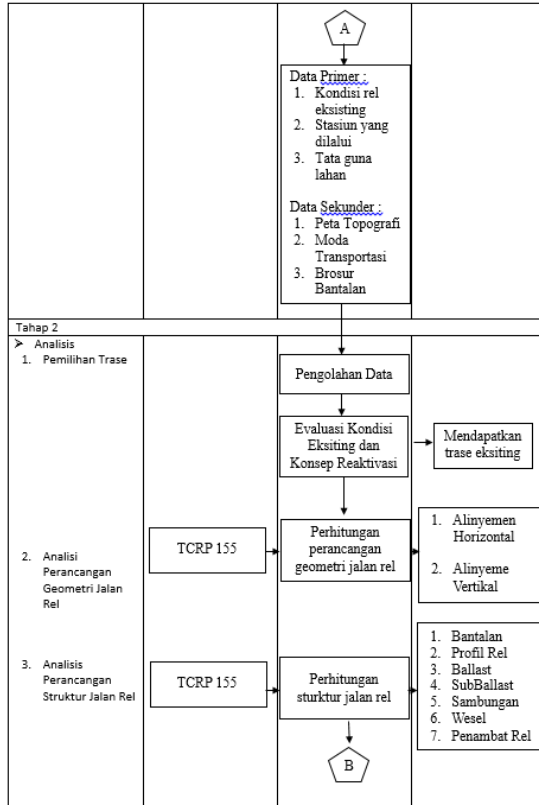 A
Data Primer :
1. Kondisi rel
eksisting
2. Stasiun yang
dilalui
3. Tata guna
lahan
Data Sekunder :
1. Peta Topografi
2. Moda
Transportasi
3. Brosur
Bantalan
Tahap 2
➢ Analisis
1. Pemilihan Trase
Pengolahan Data
Evaluasi Kondisi
Eksiting dan
Konsep Reaktivasi
Mendapatkan
trase eksiting
2. Analisi
Perancangan
Geometri Jalan
Rel
TCRP 155
Perhitungan
perancangan
geometri jalan rel
1. Alinyemen
Horizontal
2. Alinyeme
Vertikal
3. Analisis
Perancangan
Struktur Jalan Rel
TCRP 155
Perhitungan
sturktur jalan rel
1. Bantalan
2. Profil Rel
3. Ballast
4. SubBallast
5. Sambungan
6. Wesel
7. Penambat Rel
B